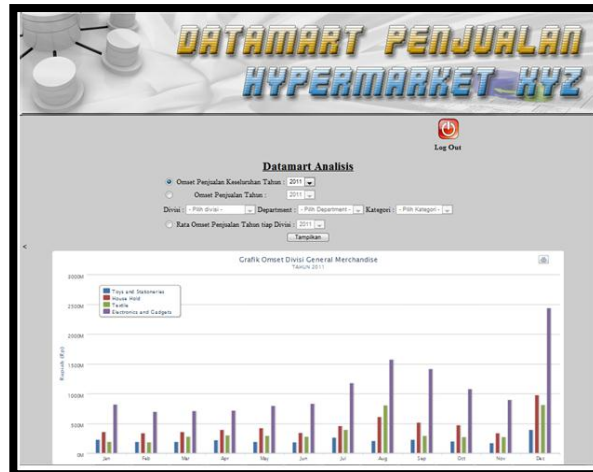 DATAMART PENJUALAN
HYPERMARKET XYZ
Log Out
Datamart Analisis
Omset Penjualan Keseluruhan Tahun : 2011
Omset Penjualan Tahun : 2011
Divisi : - Pilih divisi - Department : - Pilih Department - Kategori : - Pilih Kategori -
Rata Omset Penjualan Tahun tiap Divisi : 2011
Tampilkan
<
Grafik Omset Divisi General Merchandise
TAHUN 2011
3000M
Toys and Stationeries
House Hold
2500M
Textile
Electronics and Gadgets
2000M
Rupiah (Rp)
1500M
1000M
500M
0M
Jan Feb Mar Apr May Jun Jul Aug Sep Oct Nov Dec